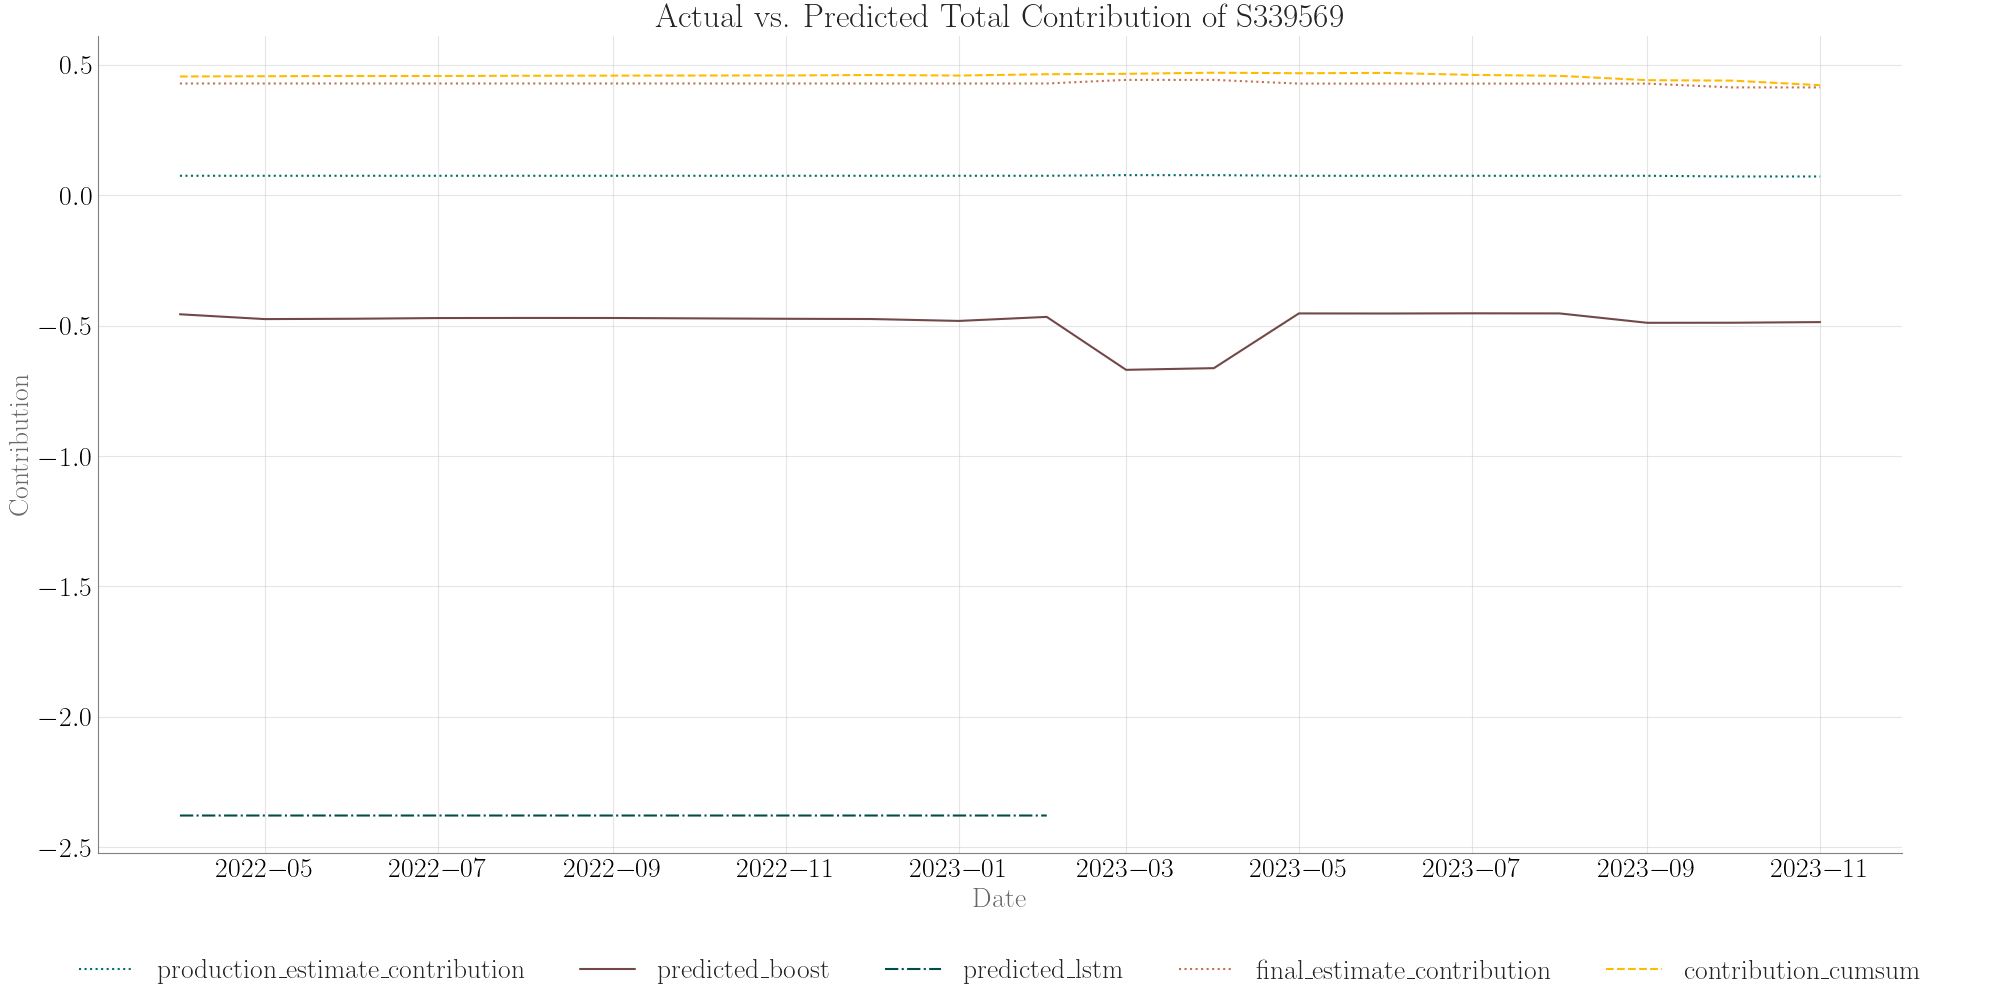 Actual vs. Predicted Total Contribution of S339569
0.5
0.0
−0.5
−1.0
−1.5
−2.0
−2.5
Contribution
2022−05 2022−07 2022−09 2022−11 2023−01 2023−03 2023−05 2023−07 2023−09 2023−11
Date
production_estimate_contribution predicted_boost predicted_lstm final_estimate_contribution contribution_cumsum